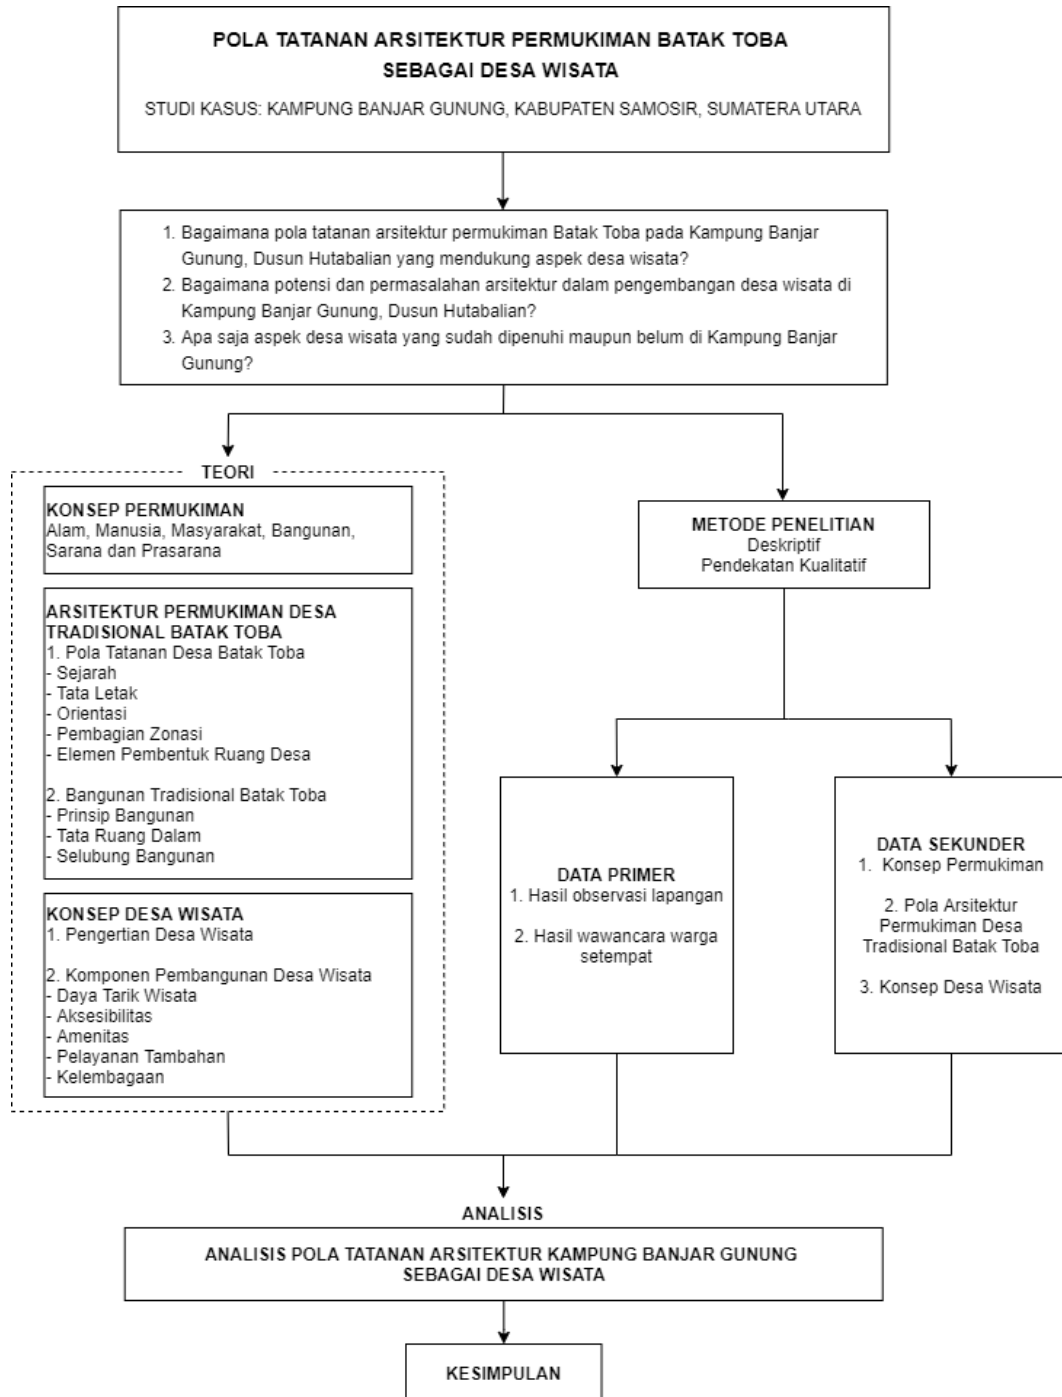 POLA TATANAN ARSITEKTUR PERMUKIMAN BATAK TOBA
SEBAGAI DESA WISATA
STUDI KASUS: KAMPUNG BANJAR GUNUNG, KABUPATEN SAMOSIR, SUMATERA UTARA
1. Bagaimana pola tatanan arsitektur permukiman Batak Toba pada Kampung Banjar
Gunung, Dusun Hutabalian yang mendukung aspek desa wisata?
2. Bagaimana potensi dan permasalahan arsitektur dalam pengembangan desa wisata di
Kampung Banjar Gunung, Dusun Hutabalian?
3. Apa saja aspek desa wisata yang sudah dipenuhi maupun belum di Kampung Banjar
Gunung?
TEORI
KONSEP PERMUKIMAN
Alam, Manusia, Masyarakat, Bangunan,
Sarana dan Prasarana
ARSITEKTUR PERMUKIMAN DESA
TRADISIONAL BATAK TOBA
1. Pola Tatanan Desa Batak Toba
- Sejarah
- Tata Letak
- Orientasi
- Pembagian Zonasi
- Elemen Pembentuk Ruang Desa
2. Bangunan Tradisional Batak Toba
- Prinsip Bangunan
- Tata Ruang Dalam
- Selubung Bangunan
KONSEP DESA WISATA
1. Pengertian Desa Wisata
2. Komponen Pembangunan Desa Wisata
- Daya Tarik Wisata
- Aksesibilitas
- Amenitas
- Pelayanan Tambahan
- Kelembagaan
METODE PENELITIAN
Deskriptif
Pendekatan Kualitatif
DATA PRIMER
1. Hasil observasi lapangan
2. Hasil wawancara warga
setempat
DATA SEKUNDER
1. Konsep Permukiman
2. Pola Arsitektur
Permukiman Desa
Tradisional Batak Toba
3. Konsep Desa Wisata
ANALISIS
ANALISIS POLA TATANAN ARSITEKTUR KAMPUNG BANJAR GUNUNG
SEBAGAI DESA WISATA
KESIMPULAN